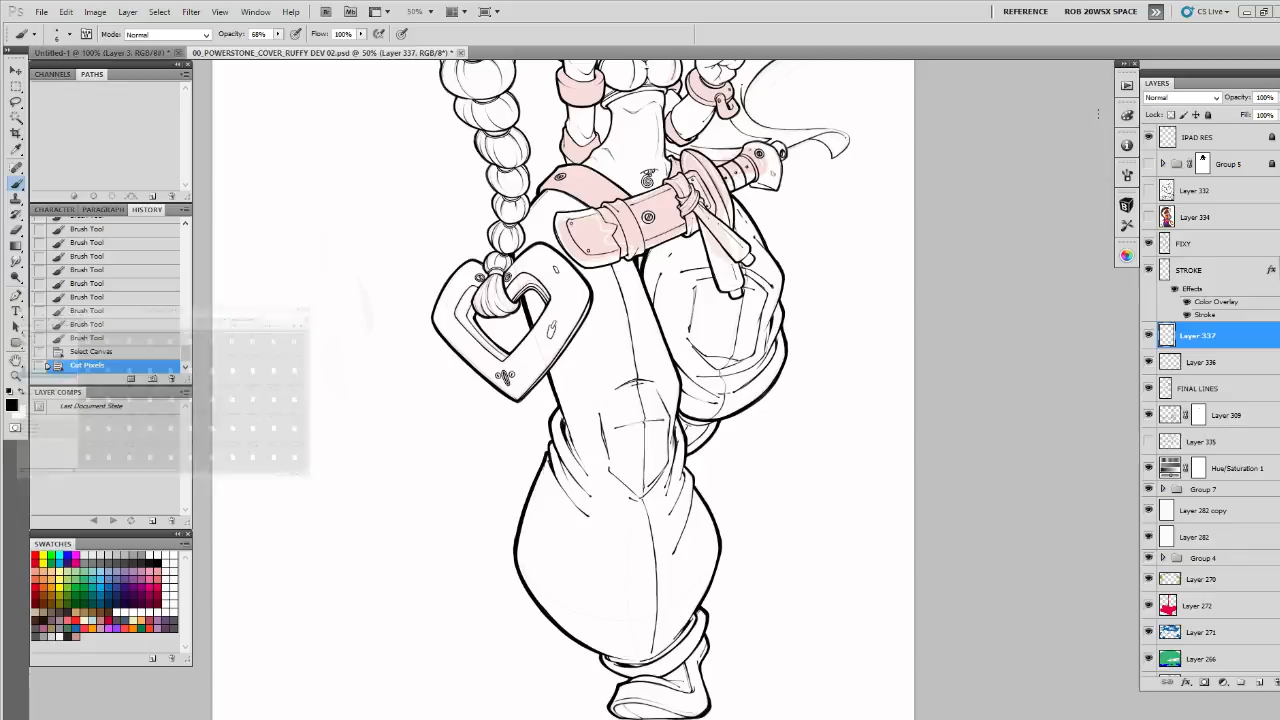 Ps File Edit Image Layer Select Filter Analysis View Window Help Br Mb 50% REFERENCE ROB 20WSX SPACE CS Live
6 Mode: Normal Opacity: 68% Flow: 100%
Untitled-1 @ 100% (Layer 3, RGB/8#) * 00_POWERSTONE_COVER_RUFFY DEV 02.psd @ 50% (Layer 337, RGB/8*) *
CHANNELS PATHS
CHARACTER PARAGRAPH HISTORY
Brush Tool
Brush Tool
Brush Tool
Brush Tool
Brush Tool
Brush Tool
Brush Tool
Brush Tool
Brush Tool
Select Canvas
Cut Pixels
LAYER COMPS
Last Document State
SWATCHES
LAYERS
Normal Opacity: 100%
Lock: Fill: 100%
IPAD RES
Group 5
Layer 332
Layer 334
FIXY
STROKE fx
Effects
Color Overlay
Stroke
Layer 337
Layer 336
FINAL LINES
Layer 309
Layer 335
Hue/Saturation 1
Group 7
Layer 282 copy
Layer 282
Group 4
Layer 270
Layer 272
Layer 271
Layer 266